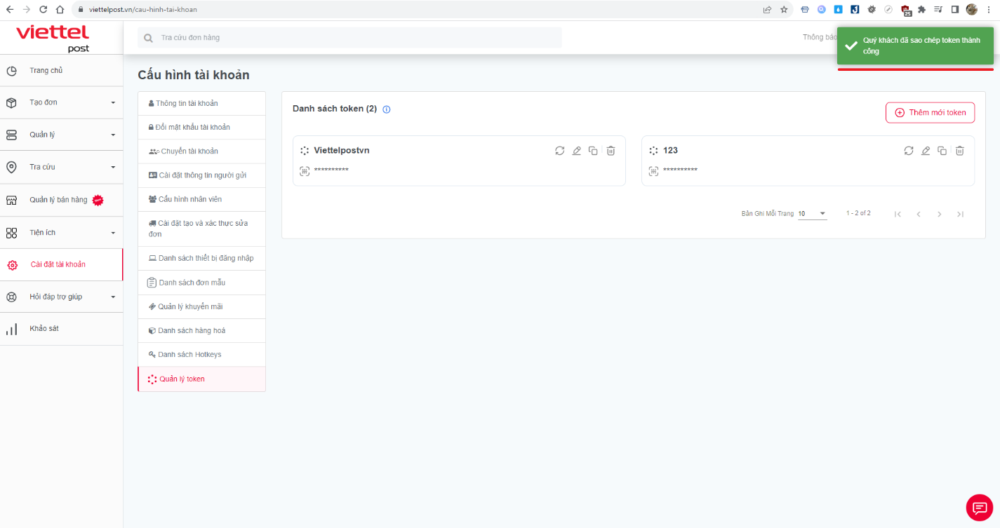 viettelpost.vn/cau-hinh-tai-khoan
25
viettel
post
Tra cứu đơn hàng
Thông báo
Quý khách đã sao chép token thành
công
Trang chủ
Tạo đơn
Quản lý
Tra cứu
Quản lý bán hàng
Tiện ích
Cài đặt tài khoản
Hỏi đáp trợ giúp
Khảo sát
Cấu hình tài khoản
Thông tin tài khoản
Đổi mật khẩu tài khoản
Chuyển tài khoản
Cài đặt thông tin người gửi
Cấu hình nhân viên
Cài đặt tạo và xác thực sửa
đơn
Danh sách thiết bị đăng nhập
Danh sách đơn mẫu
Quản lý khuyến mãi
Danh sách hàng hoá
Danh sách Hotkeys
Quản lý token
Danh sách token (2)
Thêm mới token
Viettelpostvn
**********
123
**********
Bản Ghi Mỗi Trang 10
1 - 2 of 2